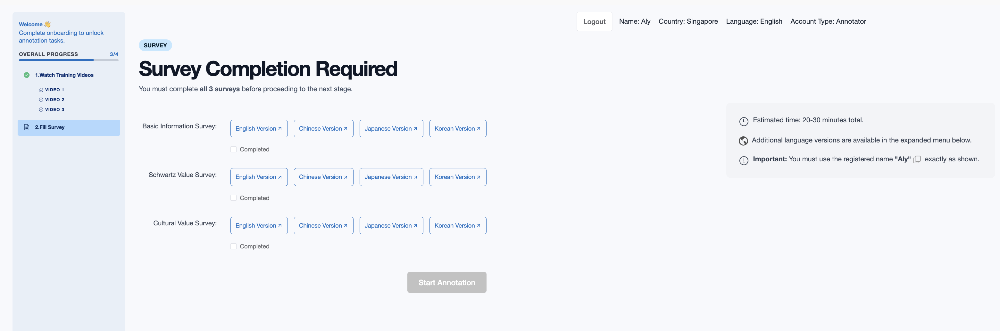 Welcome 👋
Complete onboarding to unlock
annotation tasks.
OVERALL PROGRESS 3/4
1.Watch Training Videos
VIDEO 1
VIDEO 2
VIDEO 3
2.Fill Survey
Logout Name: Aly Country: Singapore Language: English Account Type: Annotator
SURVEY
Survey Completion Required
You must complete all 3 surveys before proceeding to the next stage.
Basic Information Survey: English Version ↗ Chinese Version ↗ Japanese Version ↗ Korean Version ↗
Completed
Schwartz Value Survey: English Version ↗ Chinese Version ↗ Japanese Version ↗ Korean Version ↗
Completed
Cultural Value Survey: English Version ↗ Chinese Version ↗ Japanese Version ↗ Korean Version ↗
Completed
Start Annotation
Estimated time: 20-30 minutes total.
Additional language versions are available in the expanded menu below.
Important: You must use the registered name "Aly" exactly as shown.